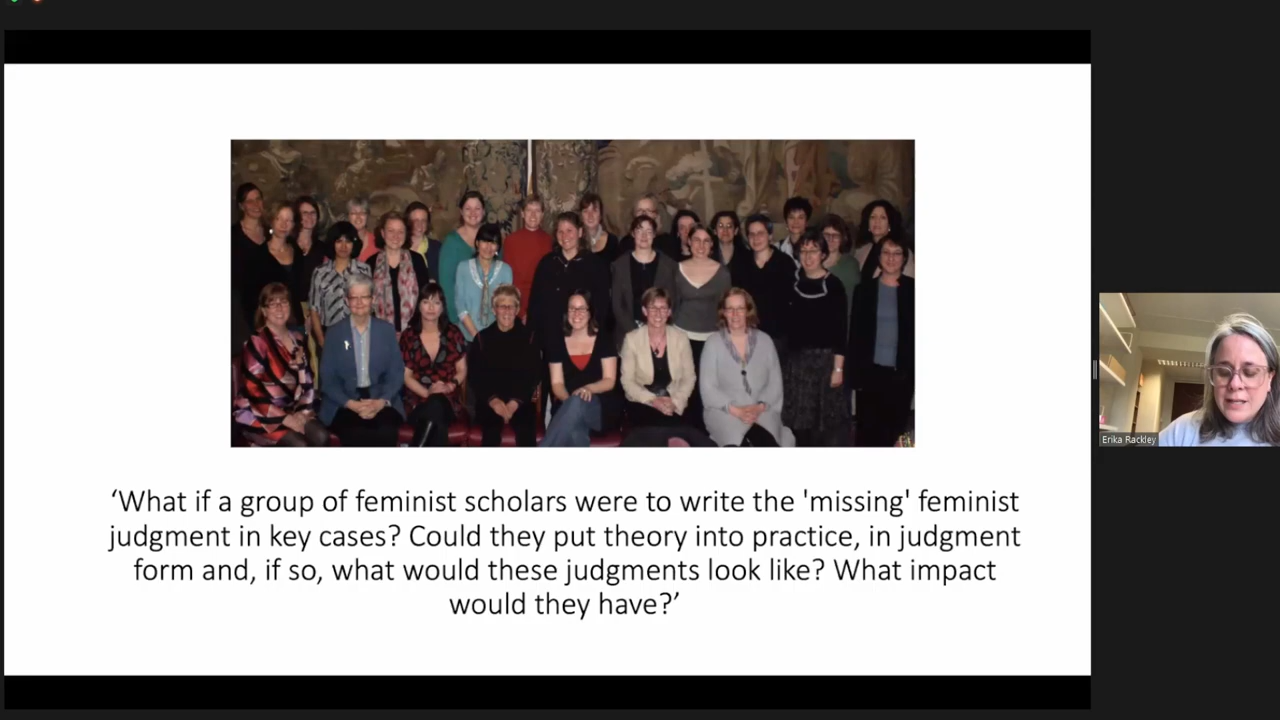 ‘What if a group of feminist scholars were to write the 'missing' feminist
judgment in key cases? Could they put theory into practice, in judgment
form and, if so, what would these judgments look like? What impact
would they have?’
Erika Rackley